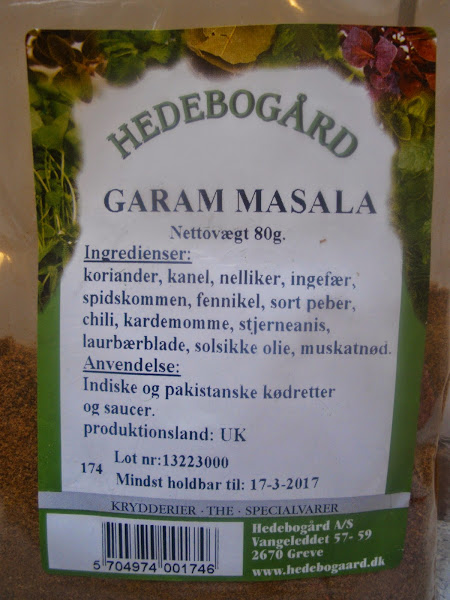 HEDEBOGÅRD
GARAM MASALA
Nettovægt 80g.
Ingredienser:
koriander, kanel, nelliker, ingefær,
spidskommen, fennikel, sort peber,
chili, kardemomme, stjerneanis,
laurbærblade, solsikke olie, muskatnød.
Anvendelse:
Indiske og pakistanske kødretter
og saucer.
produktionsland: UK
Lot nr:13223000
174
Mindst holdbar til: 17-3-2017
KRYDDERIER · THE · SPECIALVARER
Hedebogård A/S
Vangeleddet 57- 59
2670 Greve
www.hedebogaard.dk
5 704974 001746